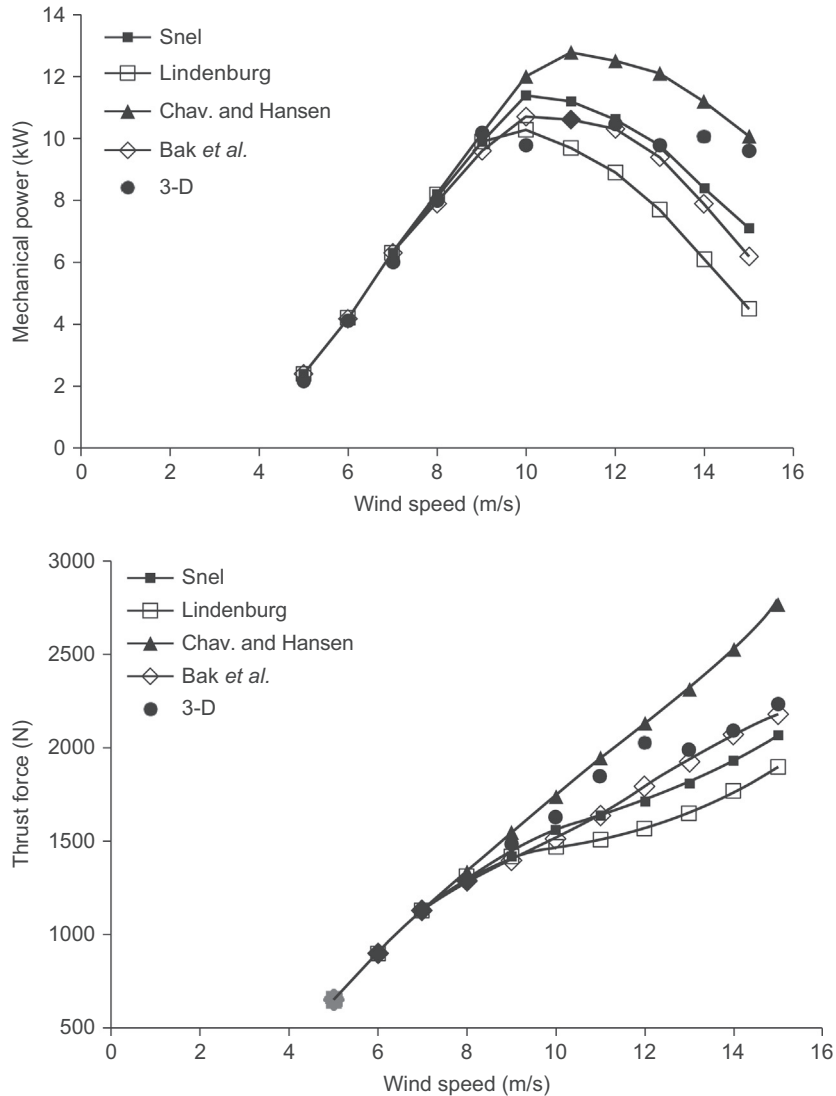 14
12
10
8
6
4
2
0
Snel
Lindenburg
Chav. and Hansen
Bak et al.
3-D
Mechanical power (kW)
0 2 4 6 8 10 12 14 16
Wind speed (m/s)
3000
2500
2000
1500
1000
500
Snel
Lindenburg
Chav. and Hansen
Bak et al.
3-D
Thrust force (N)
0 2 4 6 8 10 12 14 16
Wind speed (m/s)